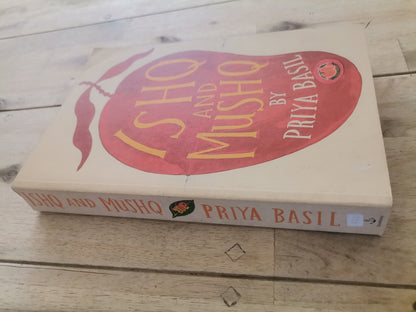 ISHQ
AND
MUSHQ
BY
PRIYA BASIL
ISHQ AND MUSHQ PRIYA BASIL